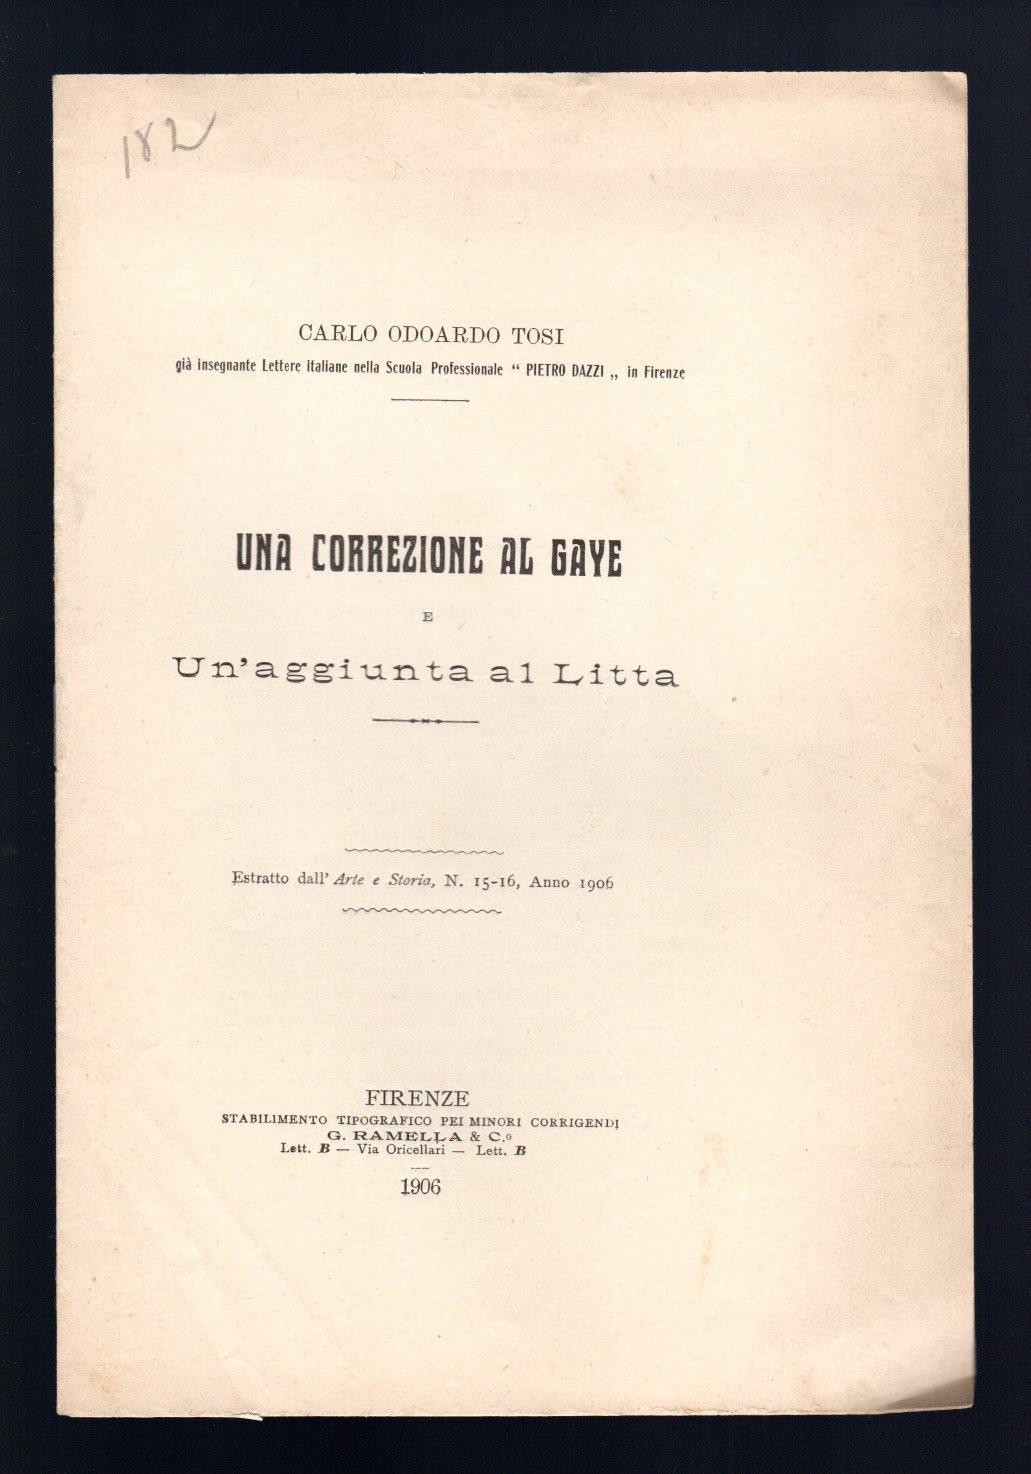 182
CARLO ODOARDO TOSI
già insegnante Lettere italiane nella Scuola Professionale “ PIETRO DAZZI „ in Firenze
UNA CORREZIONE AL GAYE
E
Un'aggiunta al Litta
Estratto dall' Arte e Storia, N. 15-16, Anno 1906
FIRENZE
STABILIMENTO TIPOGRAFICO PEI MINORI CORRIGENDI
G. RAMELLA & C.º
Lett. B — Via Oricellari — Lett. B
1906